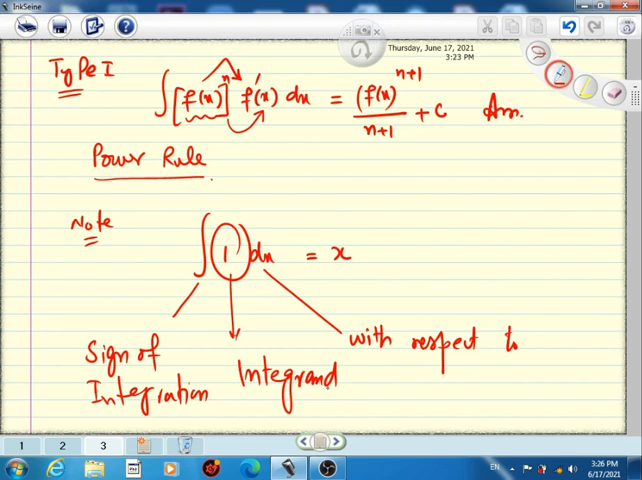 InkSeine
Thursday, June 17, 2021
3:23 PM
Type I
∫[f(x)]ⁿ f'(x) dx = (f(x))ⁿ⁺¹/n+1 + c Ans.
Power Rule
Note
∫ 1 dx = x
with respect to
Sign of
Integration Integrand
1 2 3
EN
3:26 PM
6/17/2021